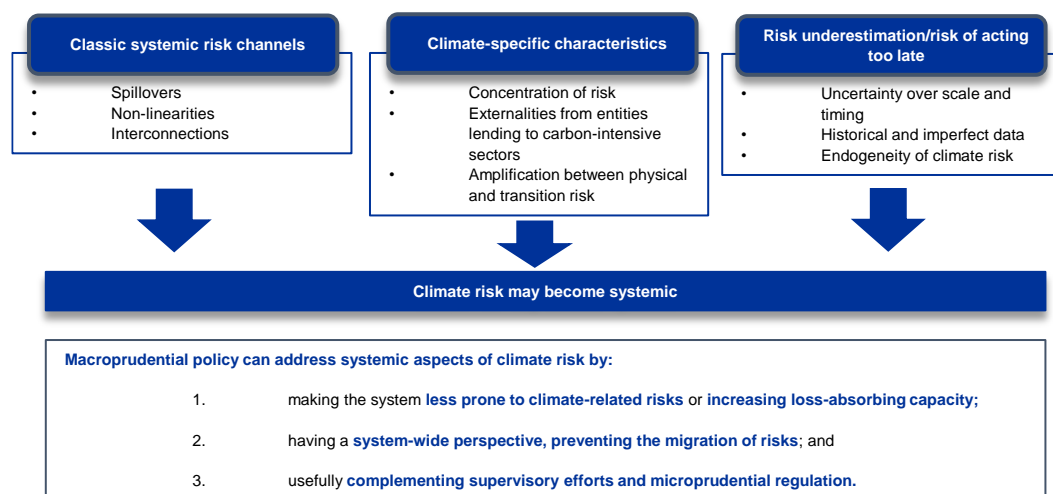 Classic systemic risk channels
• Spillovers
• Non-linearities
• Interconnections
Climate-specific characteristics
• Concentration of risk
• Externalities from entities
lending to carbon-intensive
sectors
• Amplification between physical
and transition risk
Risk underestimation/risk of acting
too late
• Uncertainty over scale and
timing
• Historical and imperfect data
• Endogeneity of climate risk
Climate risk may become systemic
Macroprudential policy can address systemic aspects of climate risk by:
1. making the system less prone to climate-related risks or increasing loss-absorbing capacity;
2. having a system-wide perspective, preventing the migration of risks; and
3. usefully complementing supervisory efforts and microprudential regulation.